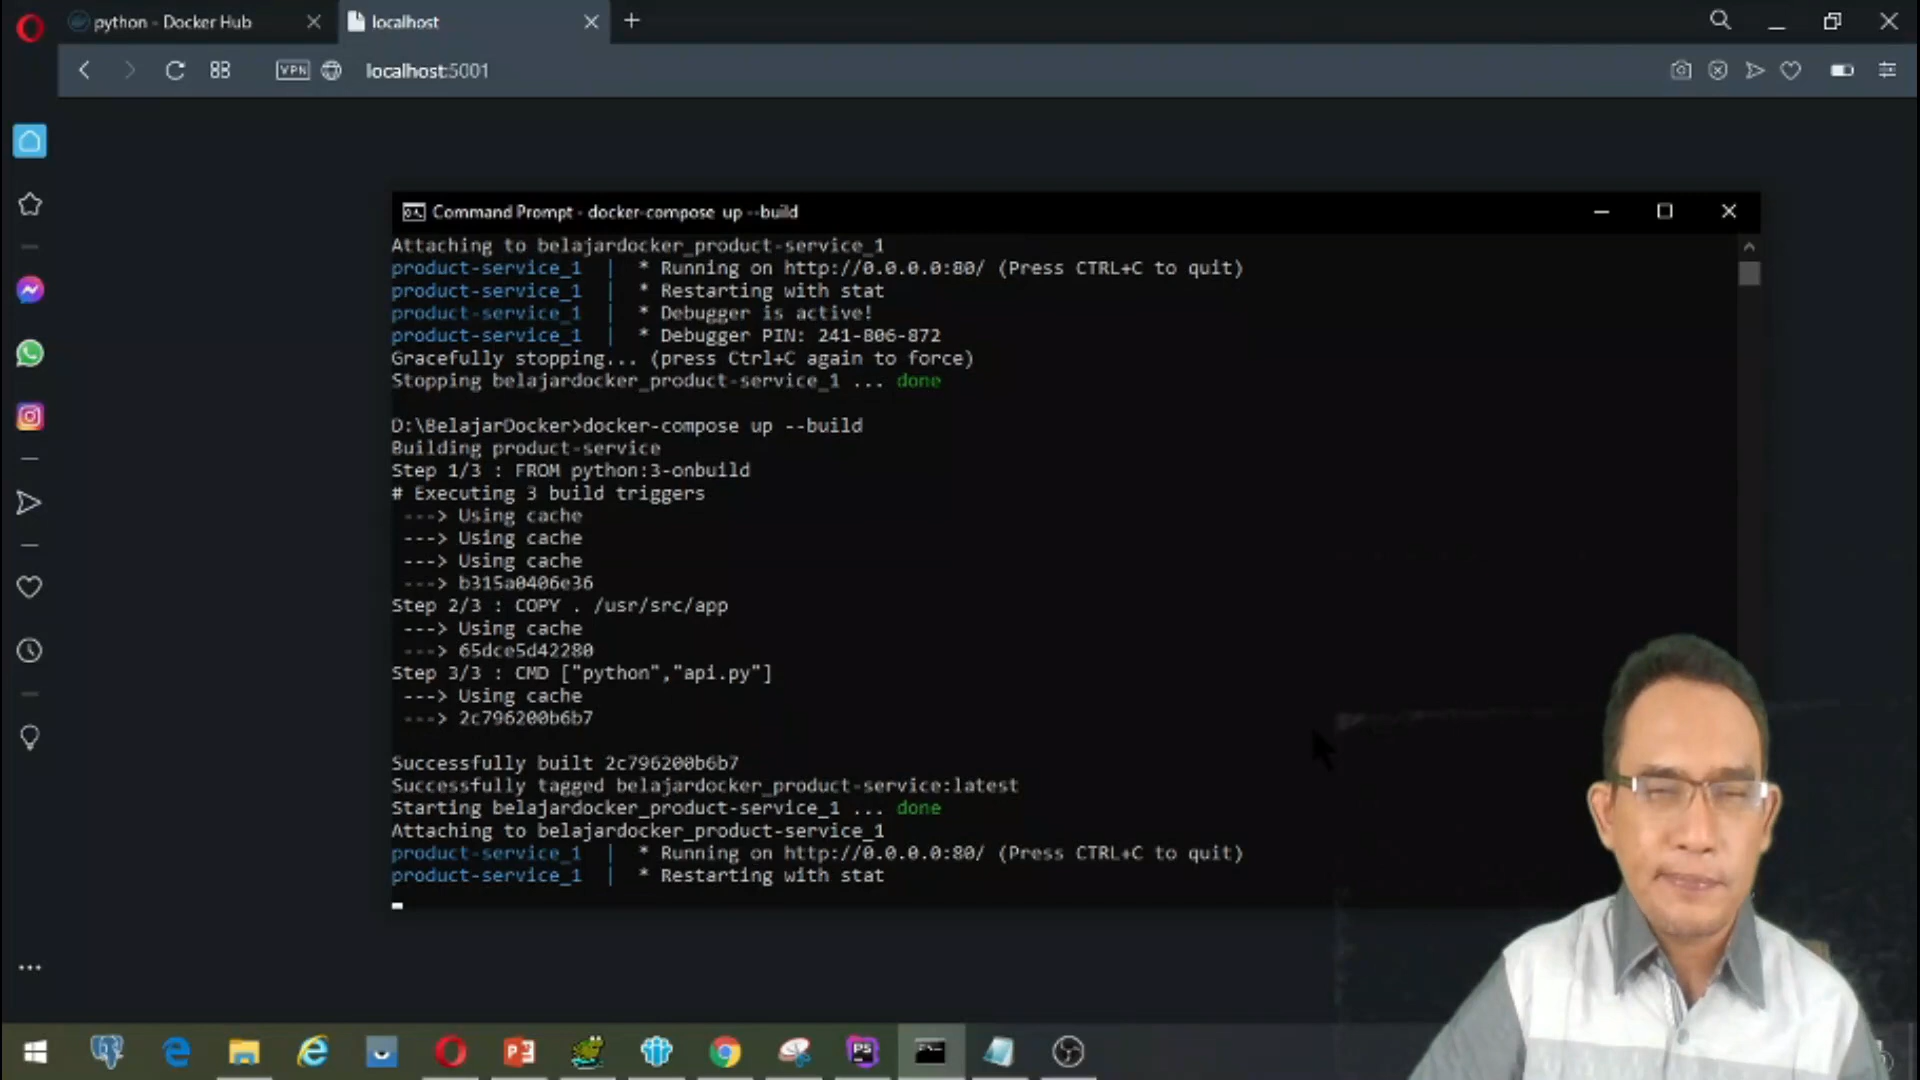 python - Docker Hub
localhost
VPN
localhost:5001
Command Prompt - docker-compose up --build
Attaching to belajardocker_product-service_1
product-service_1 | * Running on http://0.0.0.0:80/ (Press CTRL+C to quit)
product-service_1 | * Restarting with stat
product-service_1 | * Debugger is active!
product-service_1 | * Debugger PIN: 241-806-872
Gracefully stopping... (press Ctrl+C again to force)
Stopping belajardocker_product-service_1 ... done
D:\BelajarDocker>docker-compose up --build
Building product-service
Step 1/3 : FROM python:3-onbuild
# Executing 3 build triggers
---> Using cache
---> Using cache
---> Using cache
---> b315a0406e36
Step 2/3 : COPY . /usr/src/app
---> Using cache
---> 65dce5d42280
Step 3/3 : CMD ["python","api.py"]
---> Using cache
---> 2c796200b6b7
Successfully built 2c796200b6b7
Successfully tagged belajardocker_product-service:latest
Starting belajardocker_product-service_1 ... done
Attaching to belajardocker_product-service_1
product-service_1 | * Running on http://0.0.0.0:80/ (Press CTRL+C to quit)
product-service_1 | * Restarting with stat